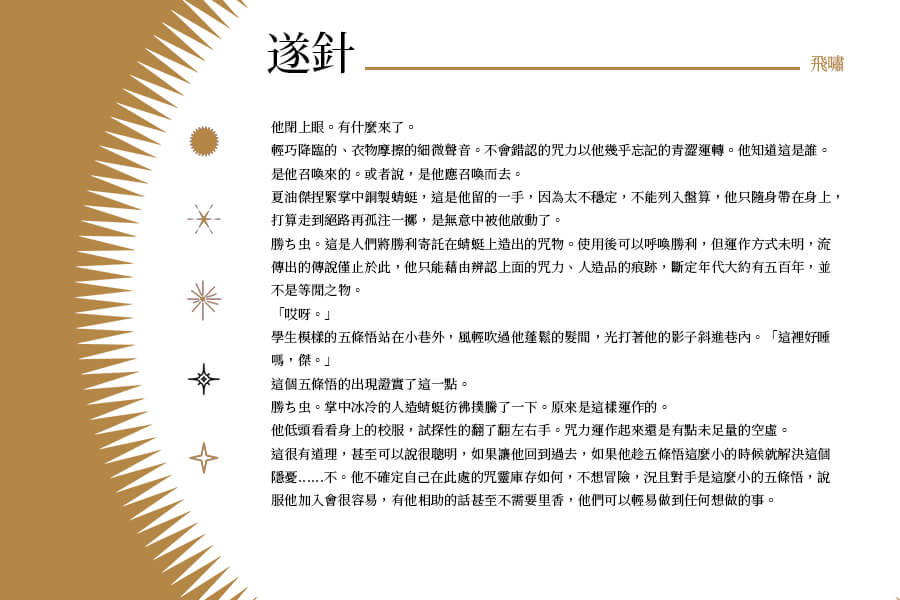 遂針
飛嘯
他閉上眼。有什麼來了。
輕巧降臨的、衣物摩擦的細微聲音。不會錯認的咒力以他幾乎忘記的青澀運轉。他知道這是誰。
是他召喚來的。或者說，是他應召喚而去。
夏油傑捏緊掌中銅製蜻蜓，這是他留的一手，因為太不穩定，不能列入盤算，他只隨身帶在身上，
打算走到絕路再孤注一擲，是無意中被他啟動了。
勝ち虫。這是人們將勝利寄託在蜻蜓上造出的咒物。使用後可以呼喚勝利，但運作方式未明，流
傳出的傳說僅止於此，他只能藉由辨認上面的咒力、人造品的痕跡，斷定年代大約有五百年，並
不是等閒之物。
「哎呀。」
學生模樣的五條悟站在小巷外，風輕吹過他蓬鬆的髮間，光打著他的影子斜進巷內。「這裡好睡
嗎，傑。」
這個五條悟的出現證實了這一點。
勝ち虫。掌中冰冷的人造蜻蜓彷彿撲騰了一下。原來是這樣運作的。
他低頭看看身上的校服，試探性的翻了翻左右手。咒力運作起來還是有點未足量的空虛。
這很有道理，甚至可以說很聰明，如果讓他回到過去，如果他趁五條悟這麼小的時候就解決這個
隱憂……不。他不確定自己在此處的咒靈庫存如何，不想冒險，況且對手是這麼小的五條悟，說
服他加入會很容易，有他相助的話甚至不需要里香，他們可以輕易做到任何想做的事。